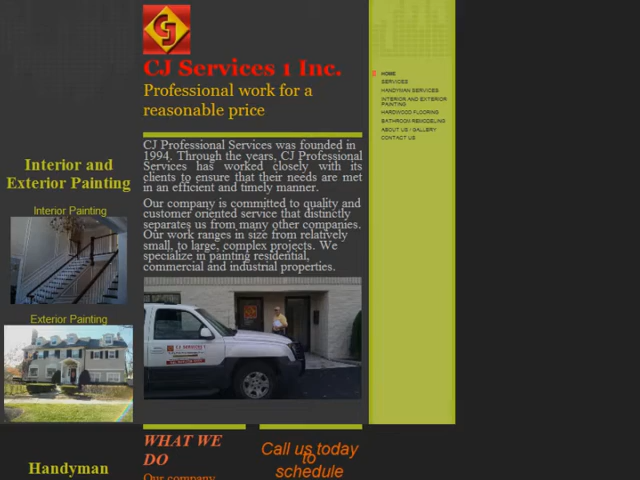 CJ
CJ Services 1 Inc.
Professional work for a
reasonable price
HOME
SERVICES
HANDYMAN SERVICES
INTERIOR AND EXTERIOR
PAINTING
HARDWOOD FLOORING
BATHROOM REMODELING
ABOUT US - GALLERY
CONTACT US
Interior and
Exterior Painting
Interior Painting
Exterior Painting
Handyman
CJ Professional Services was founded in
1994. Through the years, CJ Professional
Services has worked closely with its
clients to ensure that their needs are met
in an efficient and timely manner.
Our company is committed to quality and
customer oriented service that distinctly
separates us from many other companies.
Our work ranges in size from relatively
small, to large, complex projects. We
specialize in painting residential,
commercial and industrial properties.
CJ SERVICES 1
WHAT WE
DO
Our company
Call us today
to
schedule